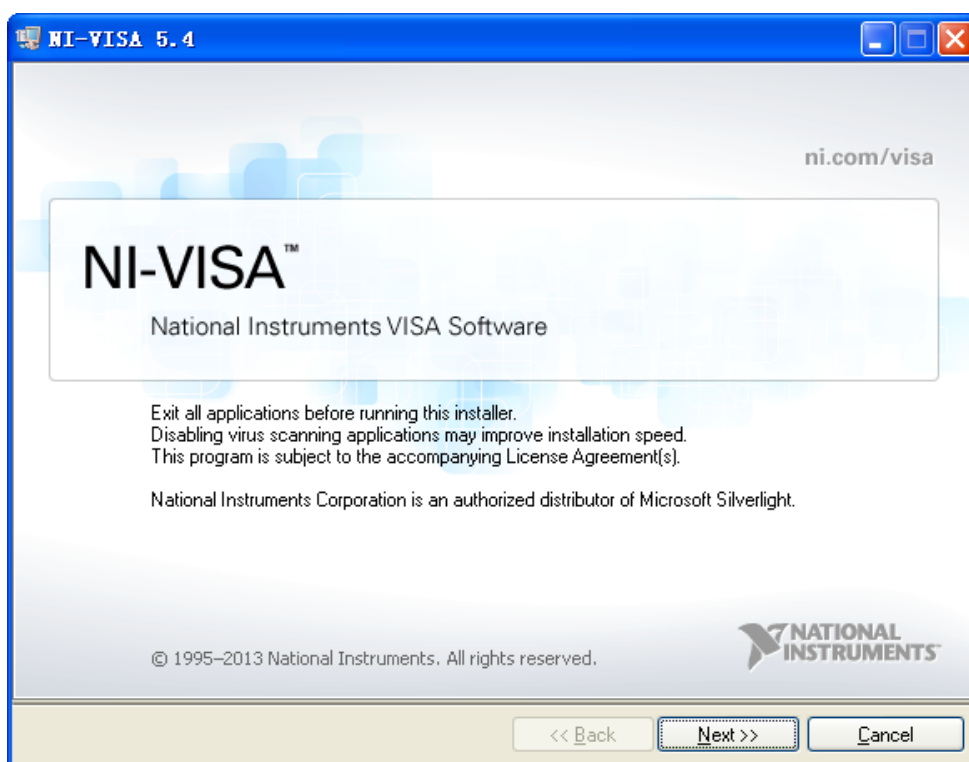 NI-VISA 5.4
ni.com/visa
NI-VISA™
National Instruments VISA Software
Exit all applications before running this installer.
Disabling virus scanning applications may improve installation speed.
This program is subject to the accompanying License Agreement(s).
National Instruments Corporation is an authorized distributor of Microsoft Silverlight.
© 1995–2013 National Instruments. All rights reserved.
NATIONAL
INSTRUMENTS™
<< Back
Next >>
Cancel